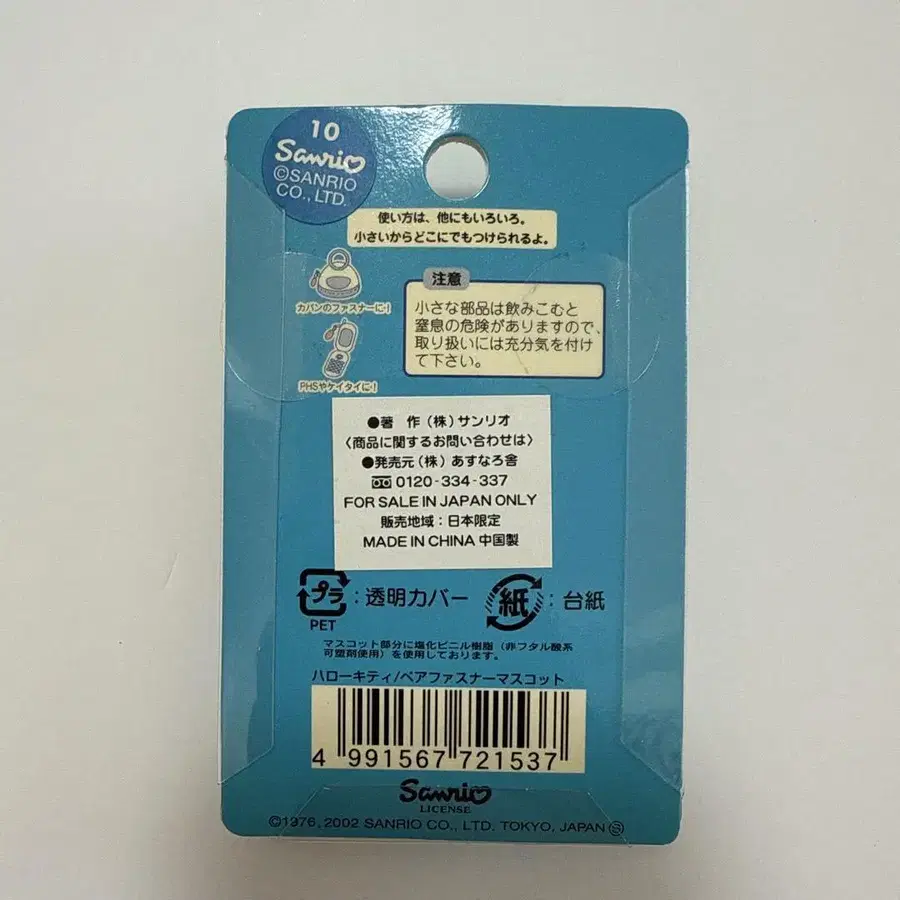 10
Sanrio
©SANRIO
CO., LTD.
使い方は、他にもいろいろ。
小さいからどこにでもつけられるよ。
カバンのファスナーに!
PHSやケイタイに!
注意
小さな部品は飲みこむと
窒息の危険がありますので、
取り扱いには充分気を付け
て下さい。
●著 作(株)サンリオ
〈商品に関するお問い合わせは〉
●発売元(株)あすなろ舎
0120-334-337
FOR SALE IN JAPAN ONLY
販売地域:日本限定
MADE IN CHINA 中国製
プラ:透明カバー
PET
紙:台紙
マスコット部分に塩化ビニル樹脂(非フタル酸系
可塑剤使用)を使用しております。
ハローキティ/ペアファスナーマスコット
4 991567 721537
Sanrio
LICENSE
©1976, 2002 SANRIO CO., LTD. TOKYO, JAPAN Ⓢ